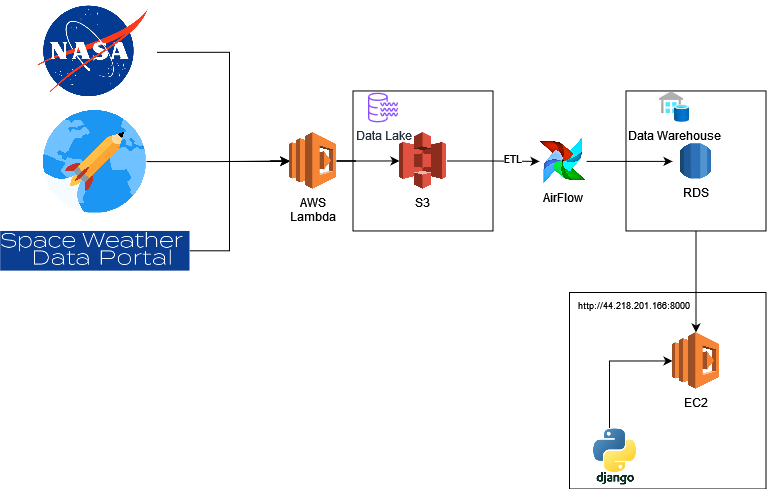 NASA
Space Weather
Data Portal
AWS
Lambda
Data Lake
S3
ETL
AirFlow
Data Warehouse
RDS
http://44.218.201.166:8000
EC2
django